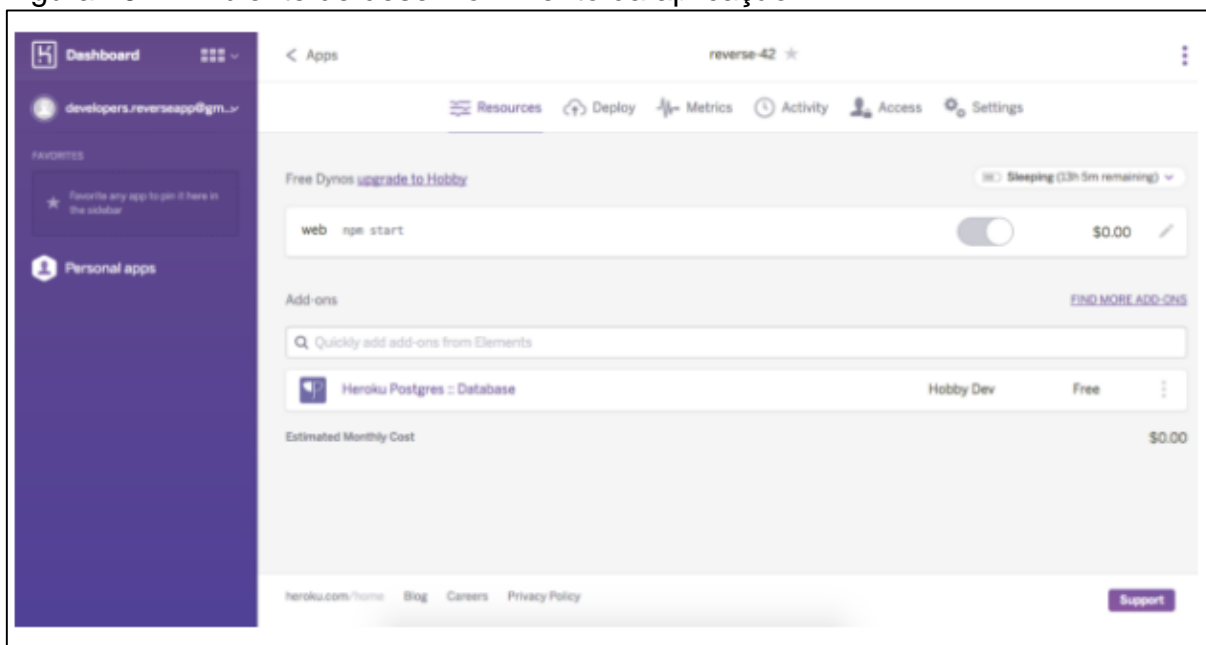 Dashboard
< Apps
reverse-42
developers.reverseapp@gm...
Resources
Deploy
Metrics
Activity
Access
Settings
FAVORITES
Favorite any app to pin it here in
the sidebar
Personal apps
Free Dynos upgrade to Hobby
Sleeping (13h 5m remaining)
web npm start
$0.00
Add-ons
FIND MORE ADD-ONS
Quickly add add-ons from Elements
Heroku Postgres :: Database
Hobby Dev
Free
Estimated Monthly Cost
$0.00
heroku.com/home Blog Careers Privacy Policy
Support